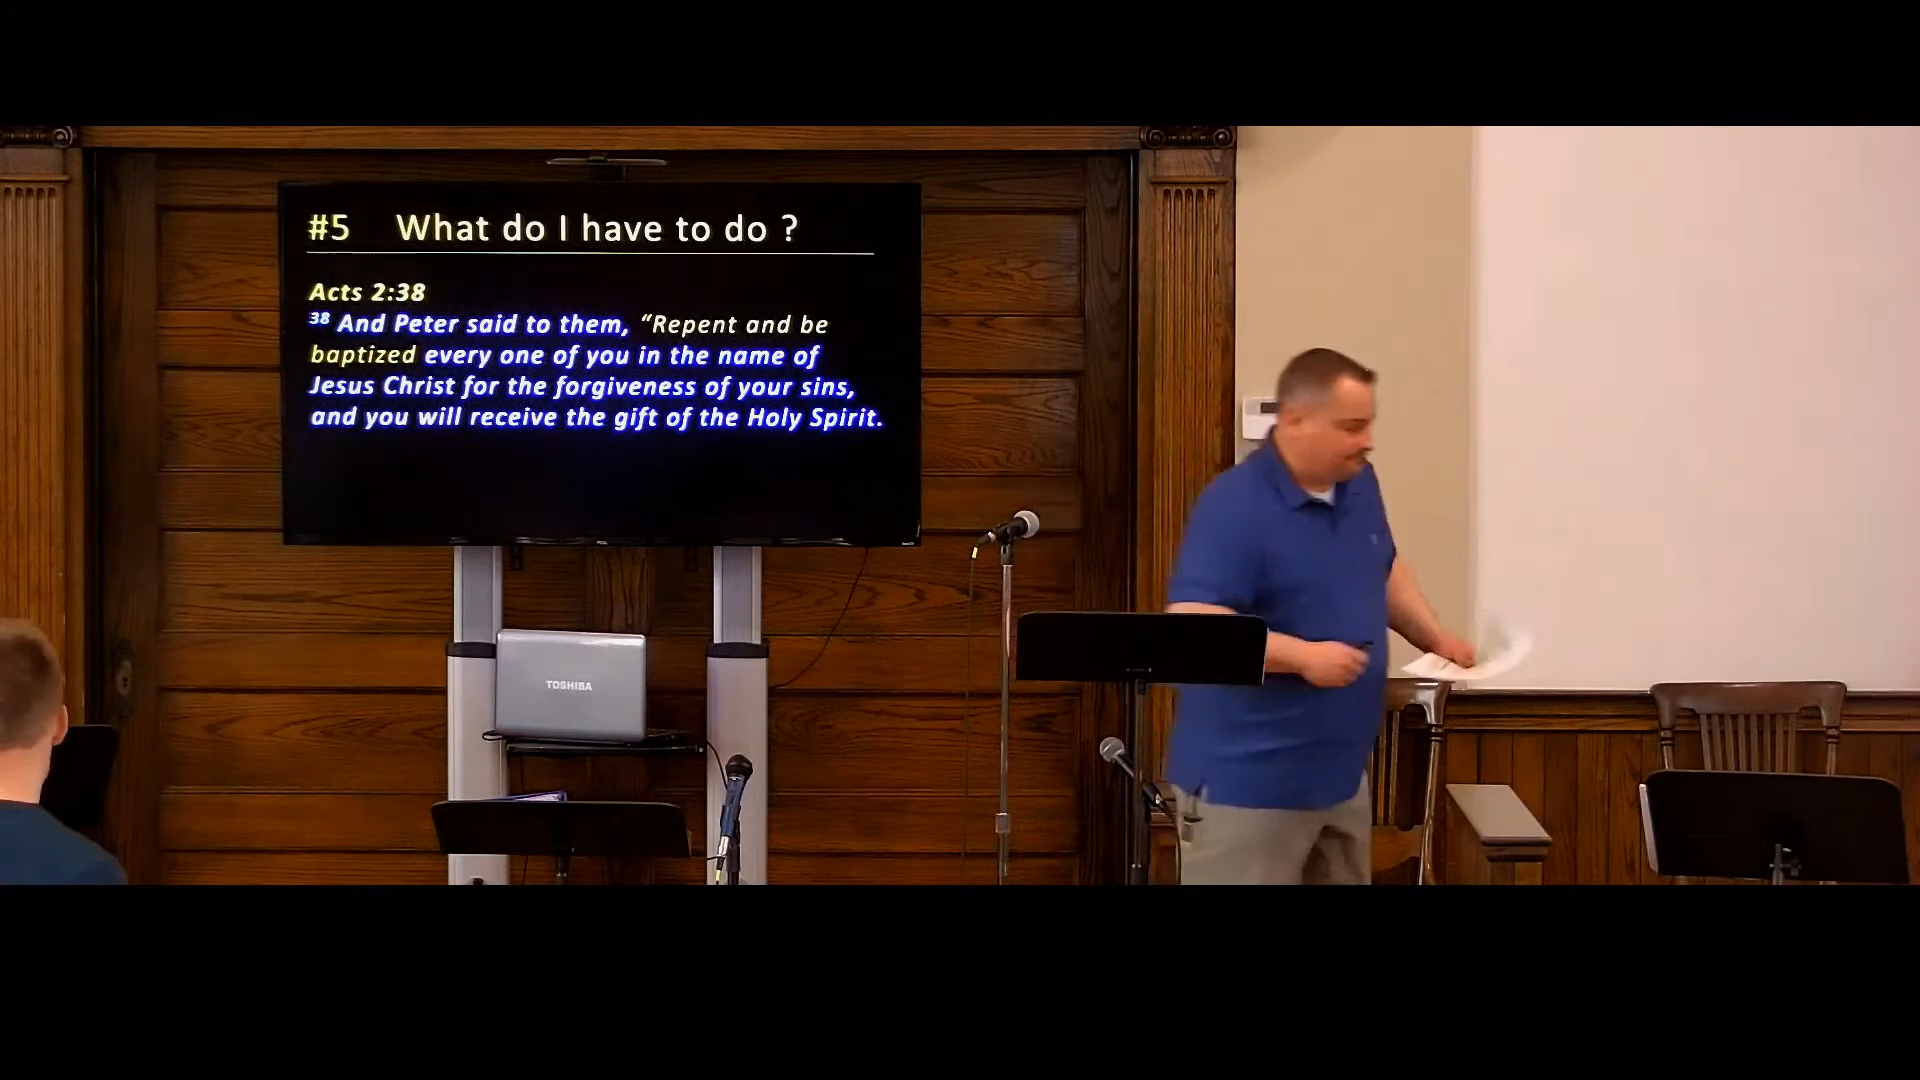 #5 What do I have to do ?
Acts 2:38
38 And Peter said to them, “Repent and be
baptized every one of you in the name of
Jesus Christ for the forgiveness of your sins,
and you will receive the gift of the Holy Spirit.
TCL
TOSHIBA